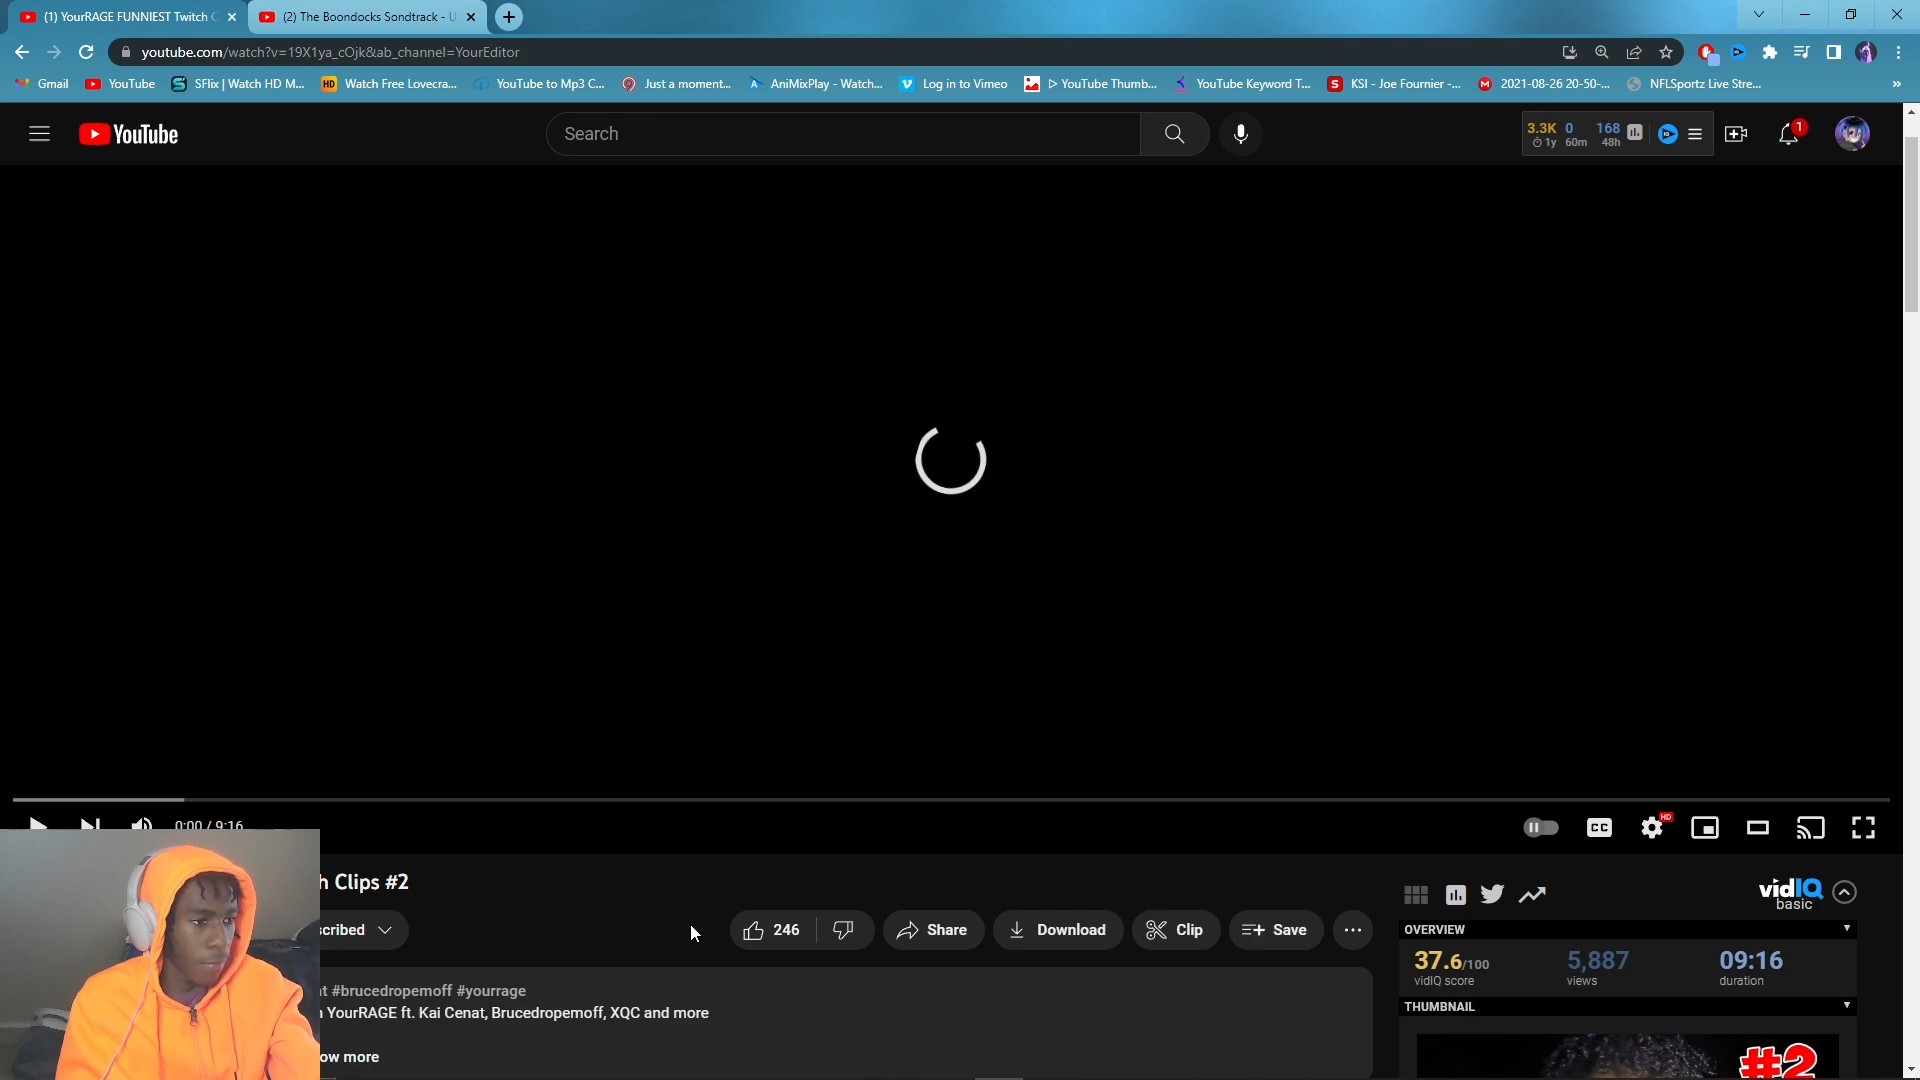 (1) YourRAGE FUNNIEST Twitch C
(2) The Boondocks Sondtrack - U
youtube.com/watch?v=19X1ya_cOjk&ab_channel=YourEditor
Gmail
YouTube
SFlix | Watch HD M...
HD Watch Free Lovecra...
YouTube to Mp3 C...
Just a moment...
AniMixPlay - Watch...
Log in to Vimeo
▷ YouTube Thumb...
YouTube Keyword T...
S KSI - Joe Fournier -...
M 2021-08-26 20-50-...
NFLSportz Live Stre...
»
YouTube
Search
3.3K 0 168
1y 60m 48h
1
0:00 / 9:16
CC
HD
h Clips #2
scribed
246
Share
Download
Clip
Save
...
at #brucedropemoff #yourrage
YourRAGE ft. Kai Cenat, Brucedropemoff, XQC and more
ow more
vidIQ
basic
OVERVIEW
37.6/100
5,887
09:16
vidIQ score
views
duration
THUMBNAIL
#2